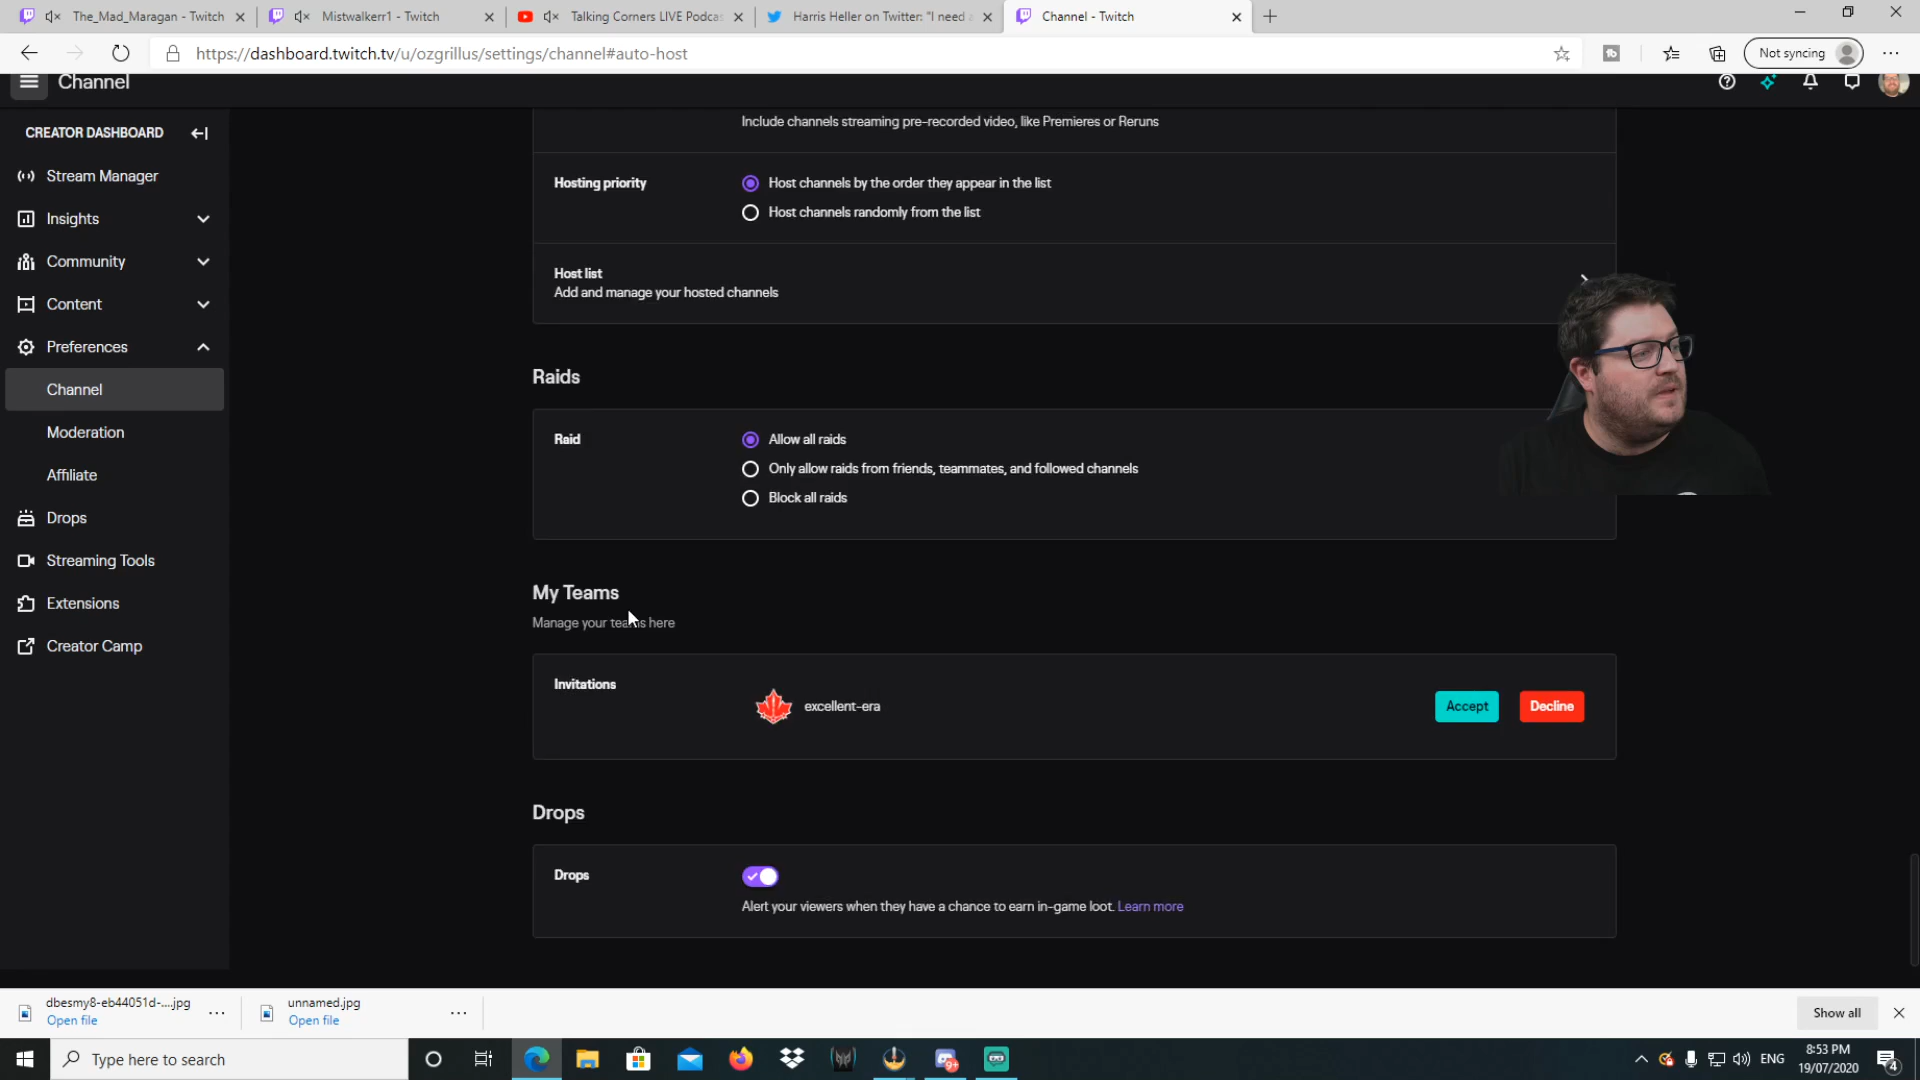 The_Mad_Maragan - Twitch
Mistwalkerr1 - Twitch
Talking Corners LIVE Podca
Harris Heller on Twitter: "I need
Channel - Twitch
https://dashboard.twitch.tv/u/ozgrillus/settings/channel#auto-host
Not syncing
Channel
CREATOR DASHBOARD
Stream Manager
Insights
Community
Content
Preferences
Channel
Moderation
Affiliate
Drops
Streaming Tools
Extensions
Creator Camp
Include channels streaming pre-recorded video, like Premieres or Reruns
Hosting priority
Host channels by the order they appear in the list
Host channels randomly from the list
Host list
Add and manage your hosted channels
Raids
Raid
Allow all raids
Only allow raids from friends, teammates, and followed channels
Block all raids
My Teams
Manage your teams here
Invitations
excellent-era
Accept
Decline
Drops
Drops
Alert your viewers when they have a chance to earn in-game loot. Learn more
dbesmy8-eb44051d-....jpg
Open file
unnamed.jpg
Open file
Show all
Type here to search
9+
ENG
8:53 PM
19/07/2020
4